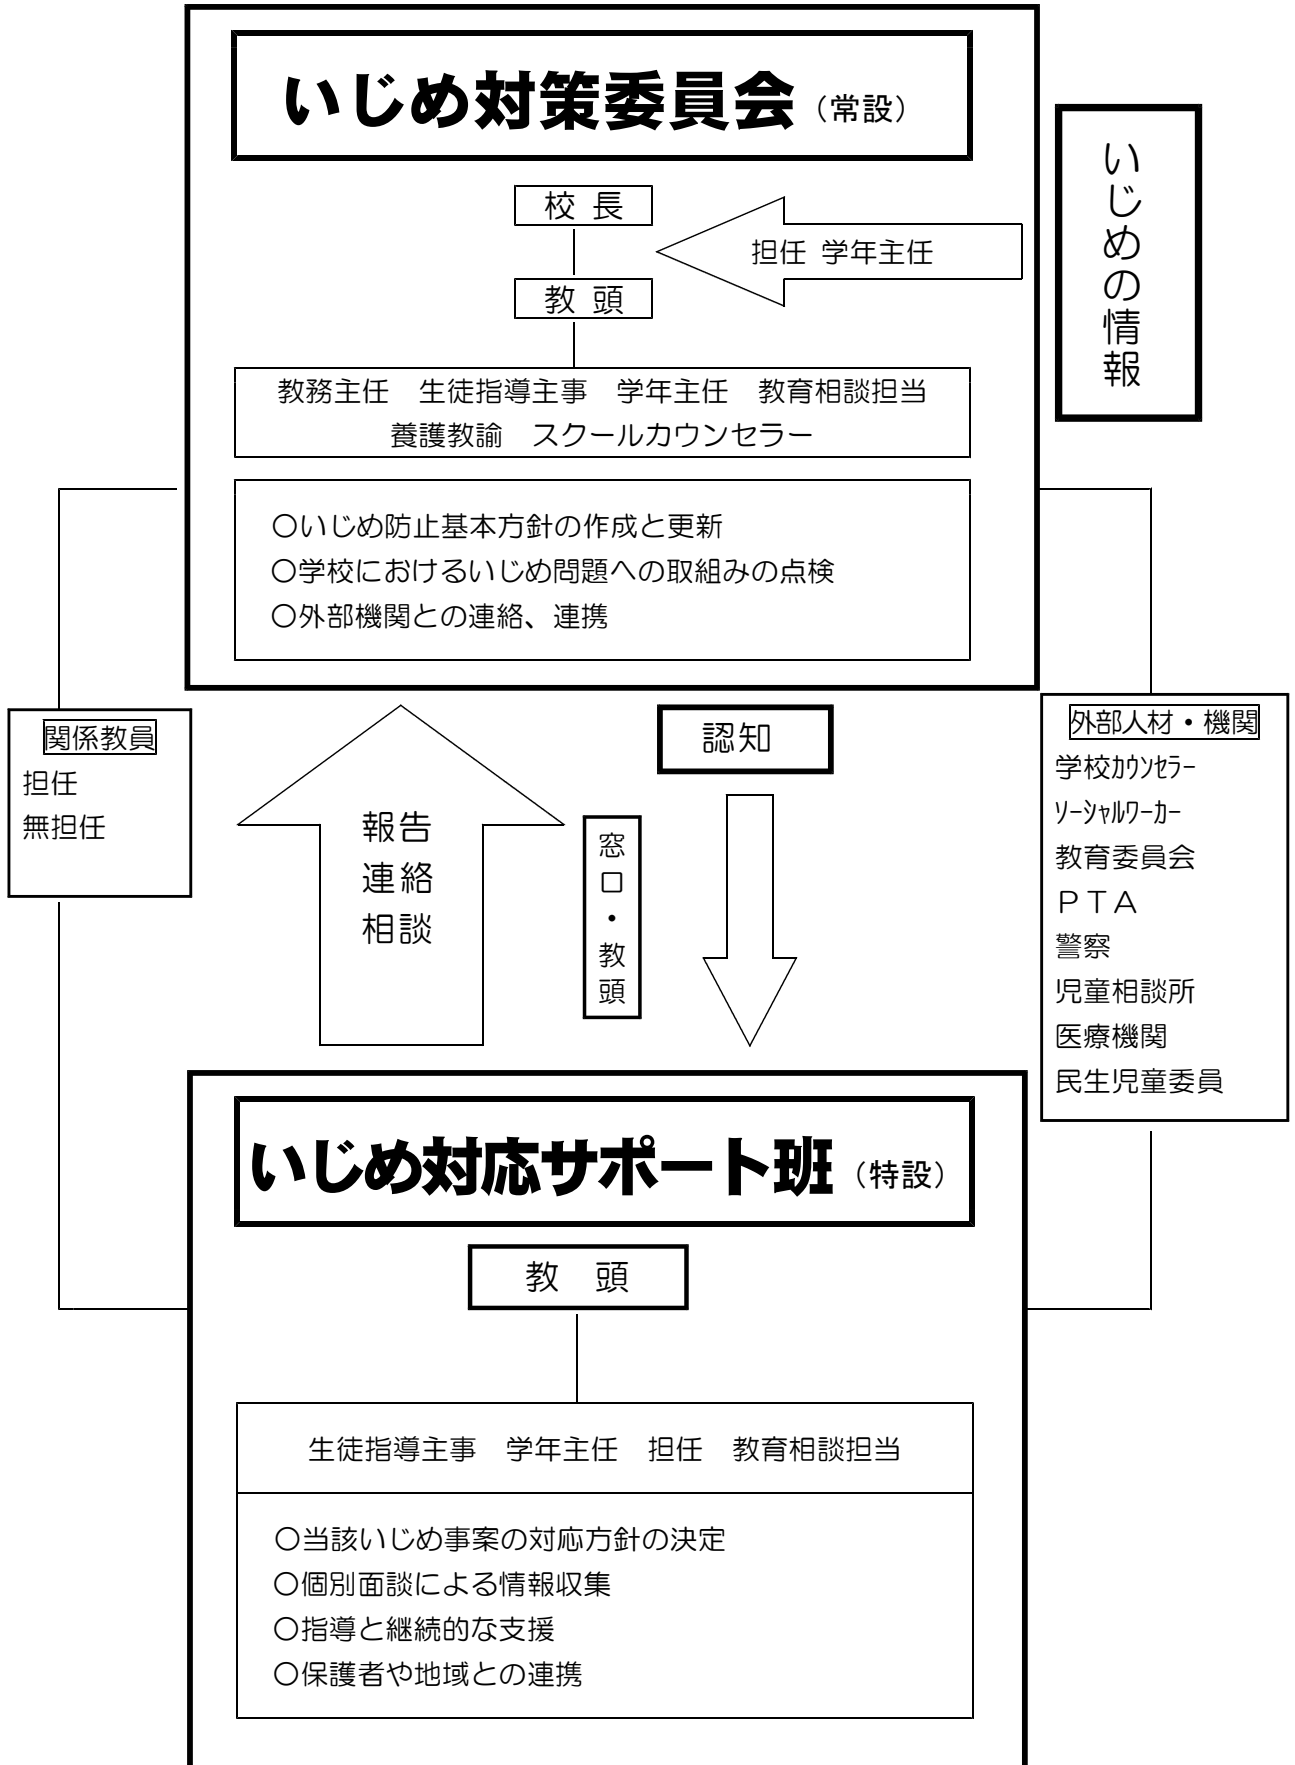 いじめ対策委員会（常設）
いじめの情報
校 長
担任 学年主任
教 頭
教務主任　生徒指導主事　学年主任　教育相談担当
養護教諭　スクールカウンセラー
○いじめ防止基本方針の作成と更新
○学校におけるいじめ問題への取組みの点検
○外部機関との連絡、連携
関係教員
担任
無担任
報告
連絡
相談
窓口・教頭
認知
外部人材・機関
学校ｶｳﾝｾﾗｰ
ｿｰｼｬﾙﾜｰｶｰ
教育委員会
ＰＴＡ
警察
児童相談所
医療機関
民生児童委員
いじめ対応サポート班（特設）
教　頭
生徒指導主事　学年主任　担任　教育相談担当
○当該いじめ事案の対応方針の決定
○個別面談による情報収集
○指導と継続的な支援
○保護者や地域との連携